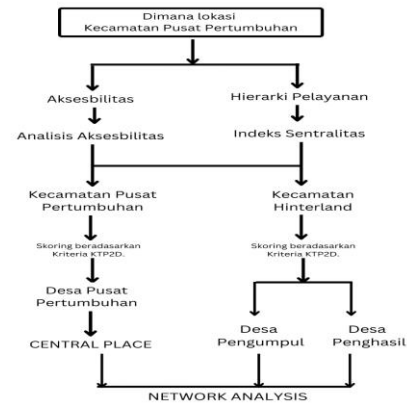 Dimana lokasi
Kecamatan Pusat Pertumbuhan
Aksesbilitas
Hierarki Pelayanan
Analisis Aksesbilitas
Indeks Sentralitas
Kecamatan Pusat
Pertumbuhan
Kecamatan
Hinterland
Skoring beradasarkan
Kriteria KTP2D.
Skoring beradasarkan
Kriteria KTP2D.
Desa Pusat
Pertumbuhan
Desa
Pengumpul
Desa
Penghasil
CENTRAL PLACE
NETWORK ANALYSIS